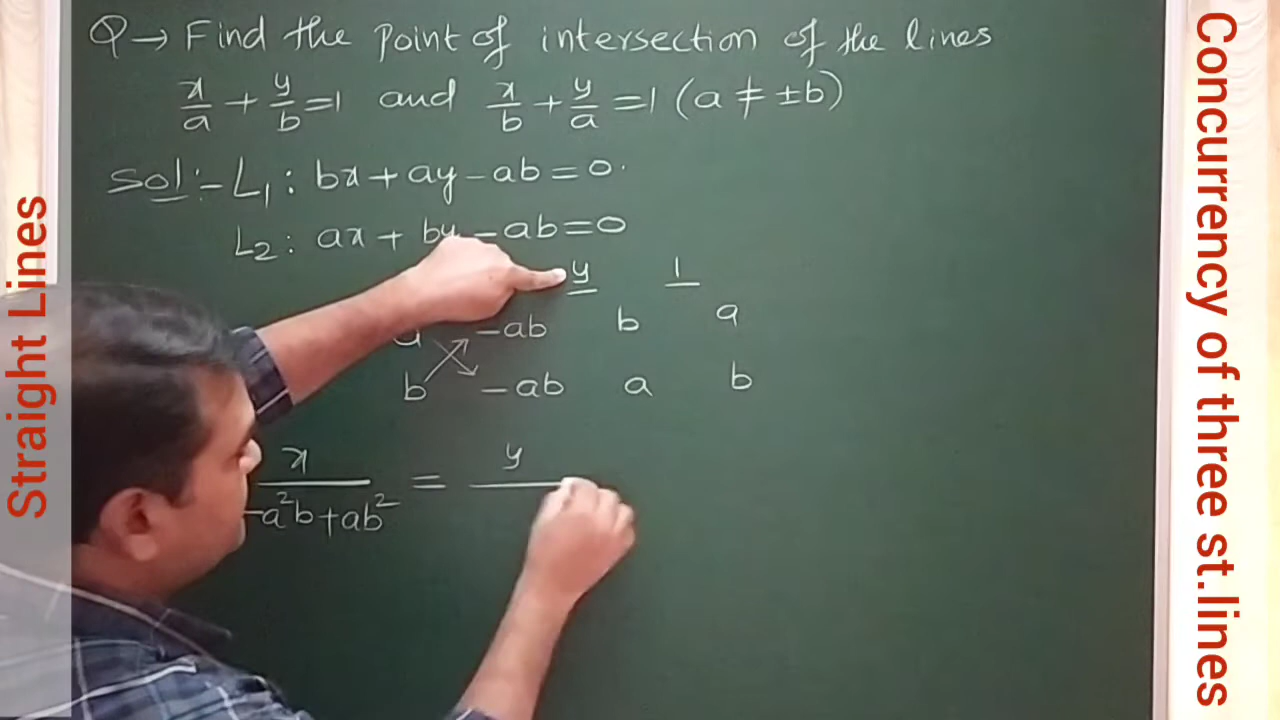 Q → Find the point of intersection of the lines
x/a + y/b = 1 and x/b + y/a = 1 (a ≠ ±b)
Sol:- L₁ : bx + ay - ab = 0.
L₂ : ax + by - ab = 0
y 1
a -ab b a
b -ab a b
x/(-a²b + ab²) = y/
Straight Lines
Concurrency of three st.lines